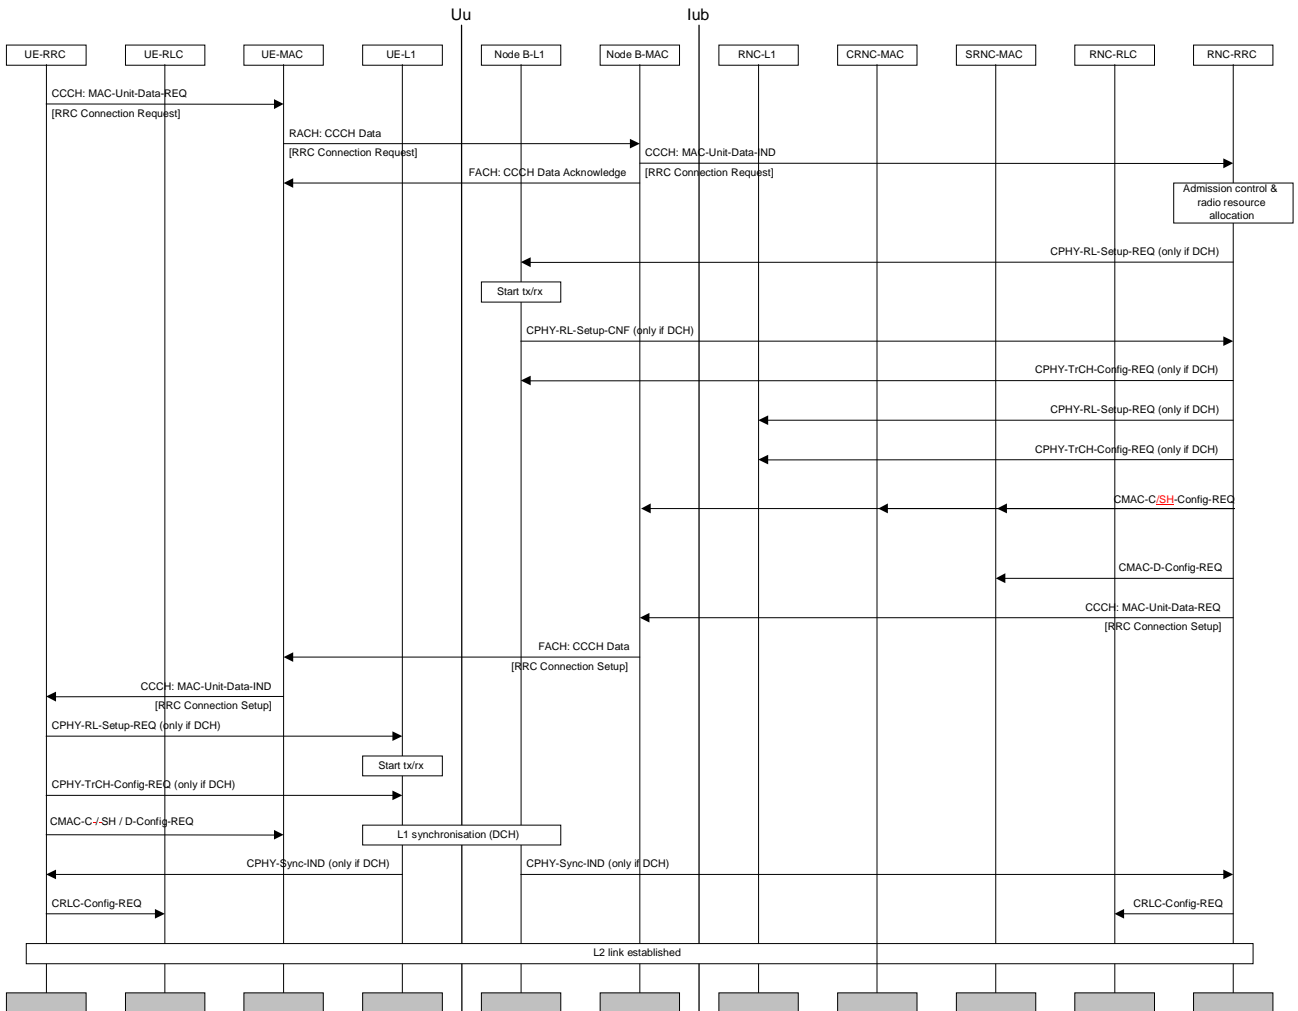 Uu
Iub
UE-RRC
UE-RLC
UE-MAC
UE-L1
Node B-L1
Node B-MAC
RNC-L1
CRNC-MAC
SRNC-MAC
RNC-RLC
RNC-RRC
CCCH: MAC-Unit-Data-REQ
[RRC Connection Request]
RACH: CCCH Data
[RRC Connection Request]
CCCH: MAC-Unit-Data-IND
[RRC Connection Request]
FACH: CCCH Data Acknowledge
Admission control &
radio resource
allocation
CPHY-RL-Setup-REQ (only if DCH)
Start tx/rx
CPHY-RL-Setup-CNF (only if DCH)
CPHY-TrCH-Config-REQ (only if DCH)
CPHY-RL-Setup-REQ (only if DCH)
CPHY-TrCH-Config-REQ (only if DCH)
CMAC-C/SH-Config-REQ
CMAC-D-Config-REQ
CCCH: MAC-Unit-Data-REQ
[RRC Connection Setup]
FACH: CCCH Data
[RRC Connection Setup]
CCCH: MAC-Unit-Data-IND
[RRC Connection Setup]
CPHY-RL-Setup-REQ (only if DCH)
Start tx/rx
CPHY-TrCH-Config-REQ (only if DCH)
CMAC-C-/-SH / D-Config-REQ
L1 synchronisation (DCH)
CPHY-Sync-IND (only if DCH)
CPHY-Sync-IND (only if DCH)
CRLC-Config-REQ
CRLC-Config-REQ
L2 link established